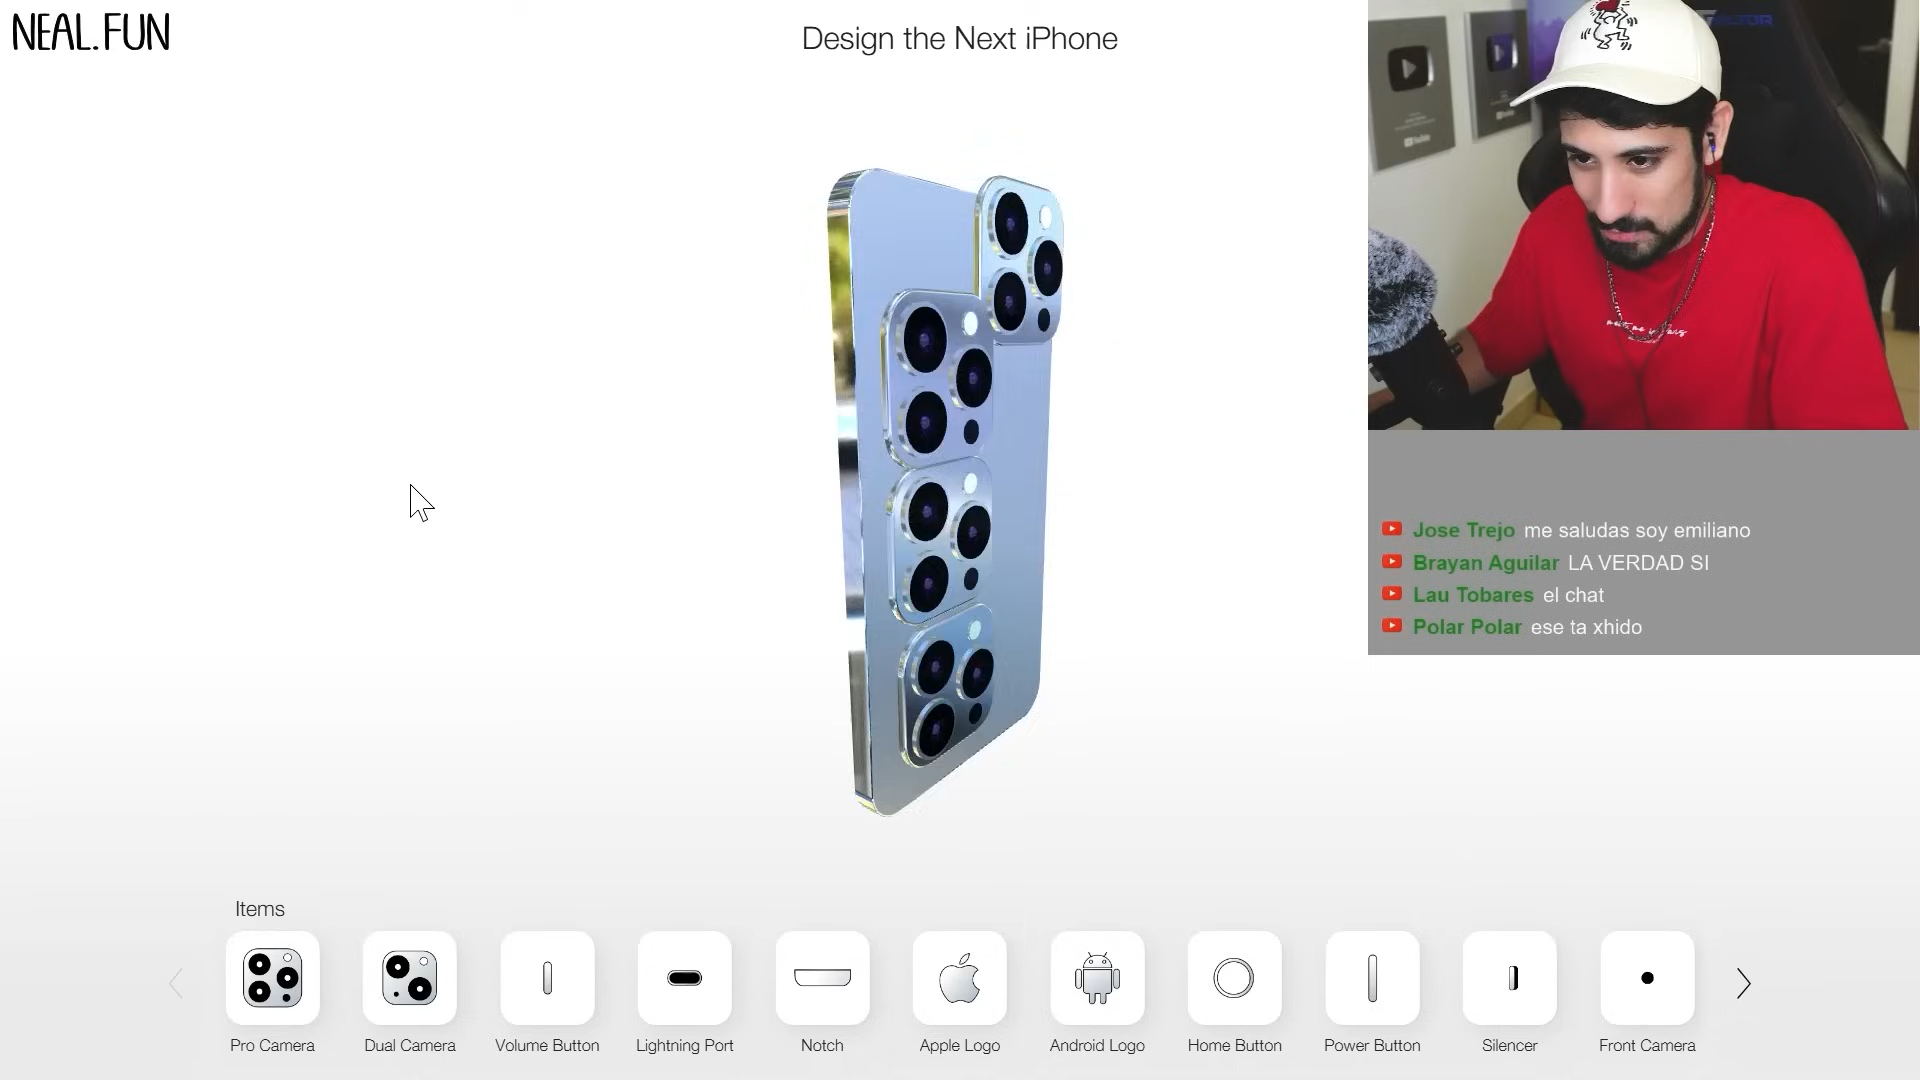 NEAL.FUN
Design the Next iPhone
Jose Trejo me saludas soy emiliano
Brayan Aguilar LA VERDAD SI
Lau Tobares el chat
Polar Polar ese ta xhido
Items
Pro Camera
Dual Camera
Volume Button
Lightning Port
Notch
Apple Logo
Android Logo
Home Button
Power Button
Silencer
Front Camera